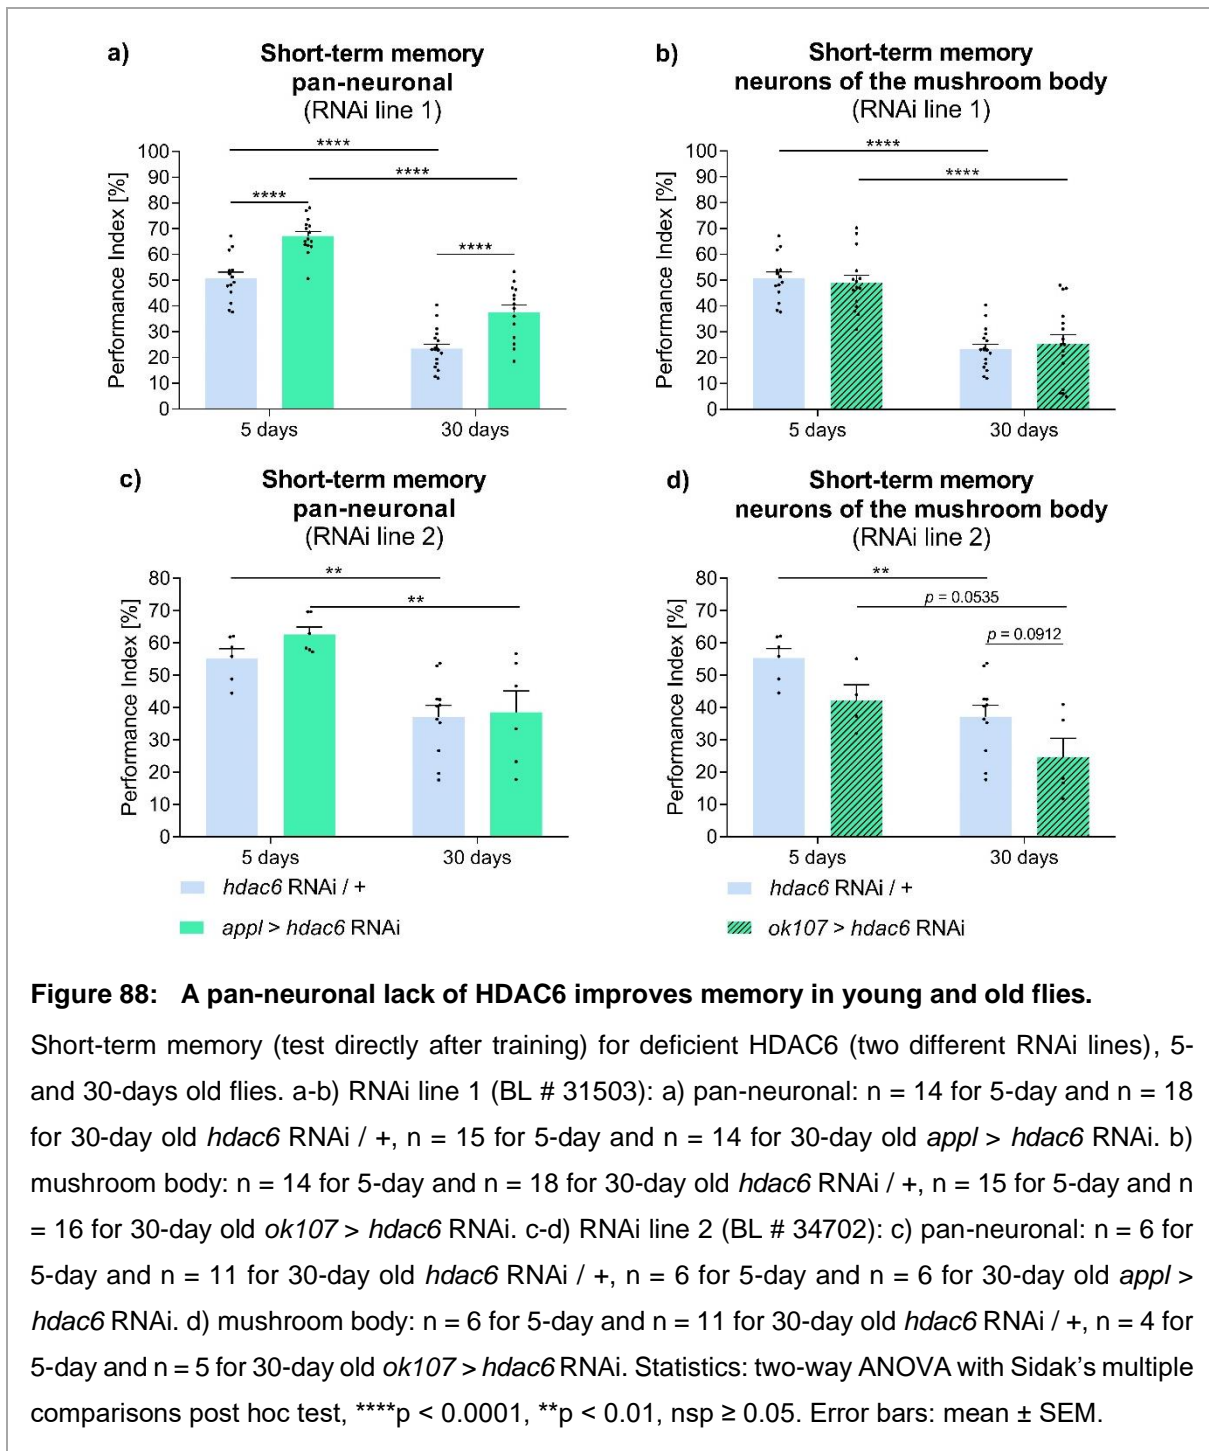 a)
Short-term memory
pan-neuronal
(RNAi line 1)
Performance Index [%]
100
90
80
70
60
50
40
30
20
10
0
****
****
****
****
5 days
30 days
b)
Short-term memory
neurons of the mushroom body
(RNAi line 1)
Performance Index [%]
100
90
80
70
60
50
40
30
20
10
0
****
****
5 days
30 days
c)
Short-term memory
pan-neuronal
(RNAi line 2)
Performance Index [%]
80
70
60
50
40
30
20
10
0
**
**
5 days
30 days
hdac6 RNAi / +
appl > hdac6 RNAi
d)
Short-term memory
neurons of the mushroom body
(RNAi line 2)
Performance Index [%]
80
70
60
50
40
30
20
10
0
**
p = 0.0535
p = 0.0912
5 days
30 days
hdac6 RNAi / +
ok107 > hdac6 RNAi
Figure 88: A pan-neuronal lack of HDAC6 improves memory in young and old flies.
Short-term memory (test directly after training) for deficient HDAC6 (two different RNAi lines), 5-
and 30-days old flies. a-b) RNAi line 1 (BL # 31503): a) pan-neuronal: n = 14 for 5-day and n = 18
for 30-day old hdac6 RNAi / +, n = 15 for 5-day and n = 14 for 30-day old appl > hdac6 RNAi. b)
mushroom body: n = 14 for 5-day and n = 18 for 30-day old hdac6 RNAi / +, n = 15 for 5-day and n
= 16 for 30-day old ok107 > hdac6 RNAi. c-d) RNAi line 2 (BL # 34702): c) pan-neuronal: n = 6 for
5-day and n = 11 for 30-day old hdac6 RNAi / +, n = 6 for 5-day and n = 6 for 30-day old appl >
hdac6 RNAi. d) mushroom body: n = 6 for 5-day and n = 11 for 30-day old hdac6 RNAi / +, n = 4 for
5-day and n = 5 for 30-day old ok107 > hdac6 RNAi. Statistics: two-way ANOVA with Sidak's multiple
comparisons post hoc test, ****p < 0.0001, **p < 0.01, nsp ≥ 0.05. Error bars: mean ± SEM.